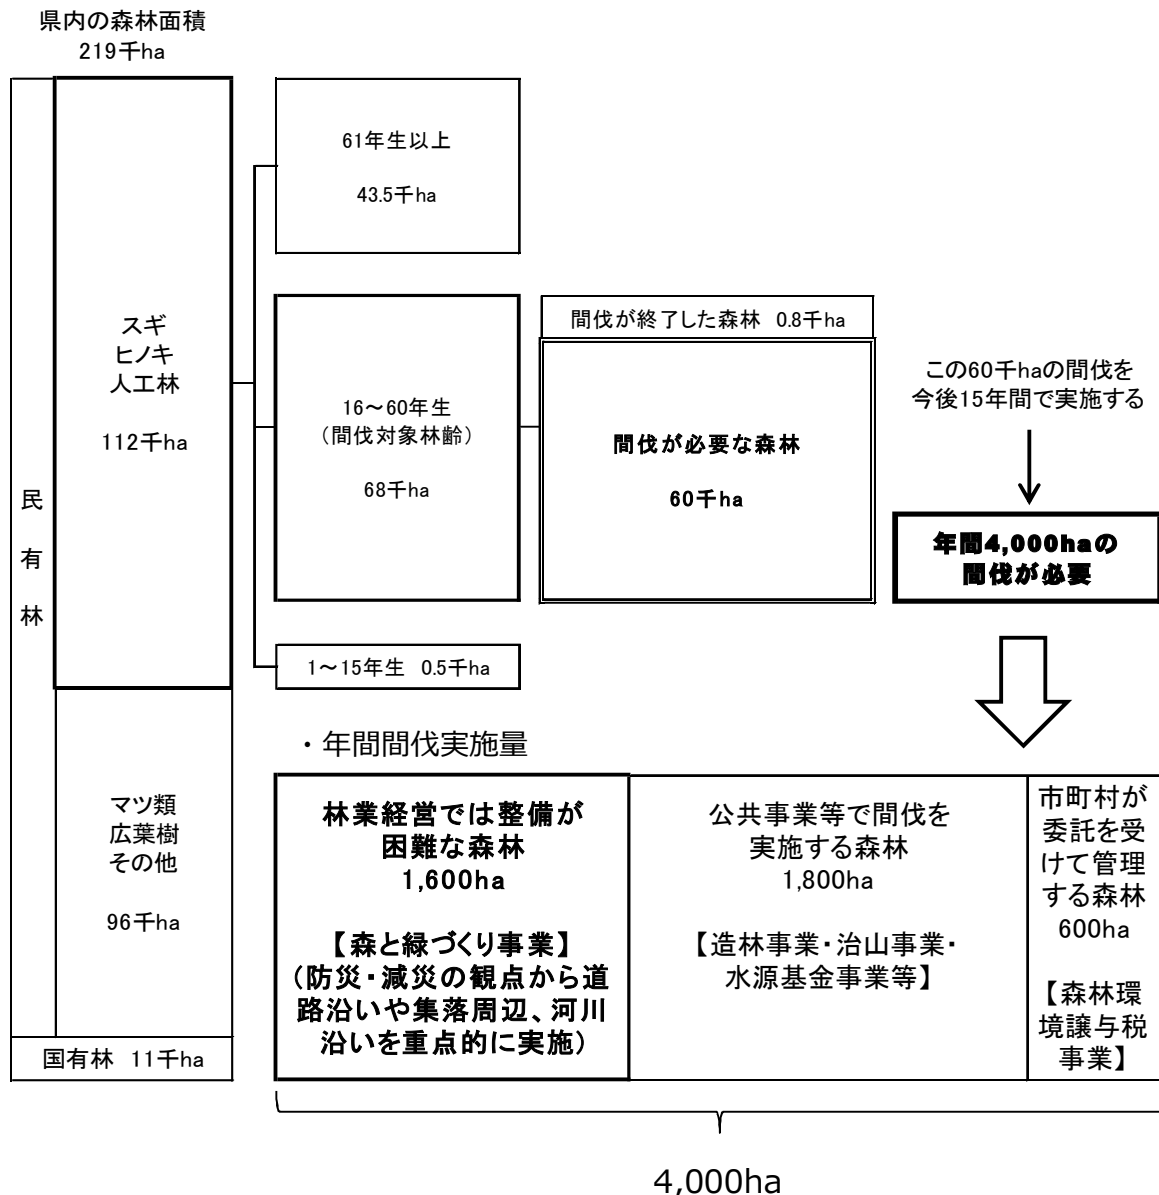 県内の森林面積
219千ha
民有林
スギ
ヒノキ
人工林
112千ha
マツ類
広葉樹
その他
96千ha
国有林 11千ha
61年生以上
43.5千ha
16～60年生
（間伐対象林齢）
68千ha
1～15年生 0.5千ha
間伐が終了した森林 0.8千ha
間伐が必要な森林
60千ha
この60千haの間伐を
今後15年間で実施する
年間4,000haの
間伐が必要
・年間間伐実施量
林業経営では整備が
困難な森林
1,600ha
【森と緑づくり事業】
（防災・減災の観点から道
路沿いや集落周辺、河川
沿いを重点的に実施）
公共事業等で間伐を
実施する森林
1,800ha
【造林事業・治山事業・
水源基金事業等】
市町村が
委託を受
けて管理
する森林
600ha
【森林環
境譲与税
事業】
4,000ha